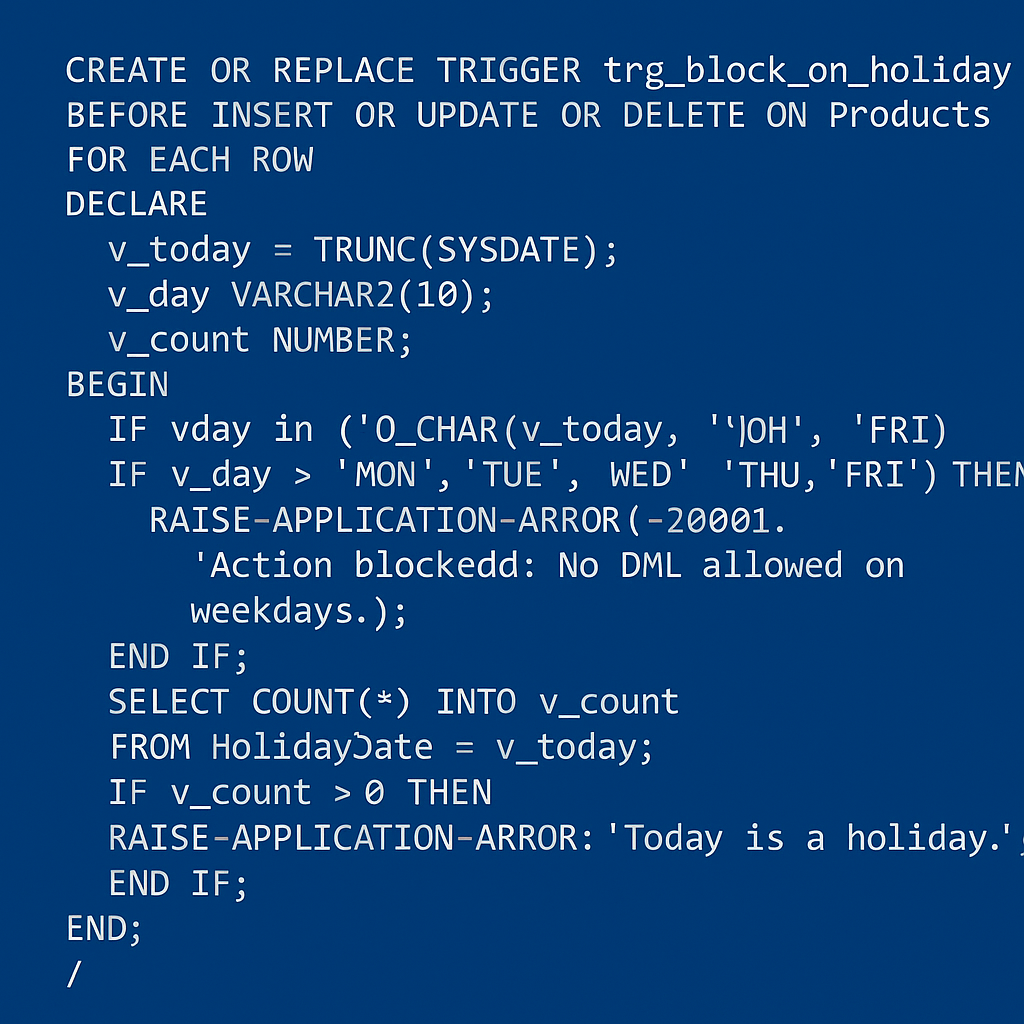 CREATE OR REPLACE TRIGGER trg_block_on_holiday
BEFORE INSERT OR UPDATE OR DELETE ON Products
FOR EACH ROW
DECLARE
v_today = TRUNC(SYSDATE);
v_day VARCHAR2(10);
v_count NUMBER;
BEGIN
IF vday in ('O_CHAR(v_today, 'FRI)
IF v_day > 'MON','TUE', WED' 'THU,'FRI') THEN
RAISE-APPLICATION-ARROR(-20001.
'Action blockedd: No DML allowed on
weekdays.);
END IF;
SELECT COUNT(*) INTO v_count
FROM = v_today;
IF v_count > 0 THEN
RAISE-APPLICATION-ARROR: 'Today is a holiday.';
END IF;
END;
/